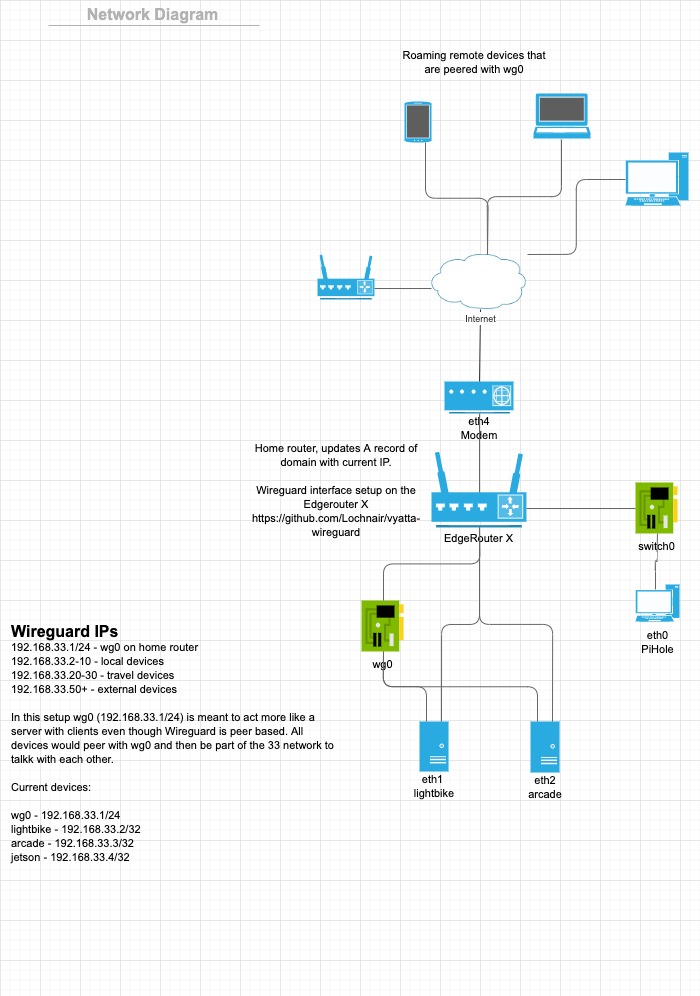 Network Diagram
Roaming remote devices that
are peered with wg0
Internet
eth4
Modem
Home router, updates A record of
domain with current IP.
Wireguard interface setup on the
Edgerouter X
https://github.com/Lochnair/vyatta-
wireguard
EdgeRouter X
switch0
eth0
PiHole
wg0
Wireguard IPs
192.168.33.1/24 - wg0 on home router
192.168.33.2-10 - local devices
192.168.33.20-30 - travel devices
192.168.33.50+ - external devices
In this setup wg0 (192.168.33.1/24) is meant to act more like a
server with clients even though Wireguard is peer based. All
devices would peer with wg0 and then be part of the 33 network to
talkk with each other.
Current devices:
wg0 - 192.168.33.1/24
lightbike - 192.168.33.2/32
arcade - 192.168.33.3/32
jetson - 192.168.33.4/32
eth1
lightbike
eth2
arcade